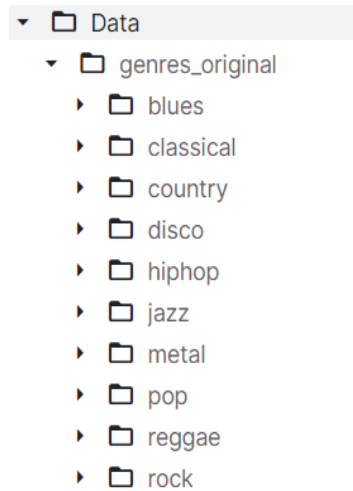 Data
genres_original
blues
classical
country
disco
hiphop
jazz
metal
pop
reggae
rock